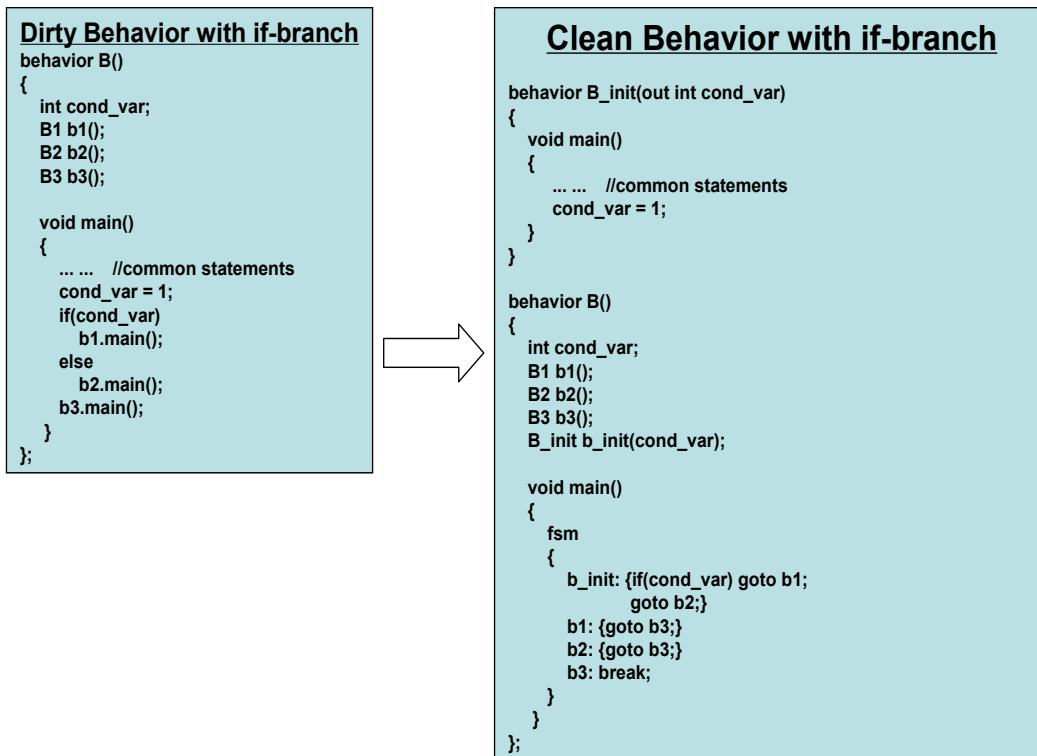 Dirty Behavior with if-branch
behavior B()
{
int cond_var;
B1 b1();
B2 b2();
B3 b3();
void main()
{
... ... //common statements
cond_var = 1;
if(cond_var)
b1.main();
else
b2.main();
b3.main();
}
};
Clean Behavior with if-branch
behavior B_init(out int cond_var)
{
void main()
{
... ... //common statements
cond_var = 1;
}
}
behavior B()
{
int cond_var;
B1 b1();
B2 b2();
B3 b3();
B_init b_init(cond_var);
void main()
{
fsm
{
b_init: {if(cond_var) goto b1;
goto b2;}
b1: {goto b3;}
b2: {goto b3;}
b3: break;
}
}
};